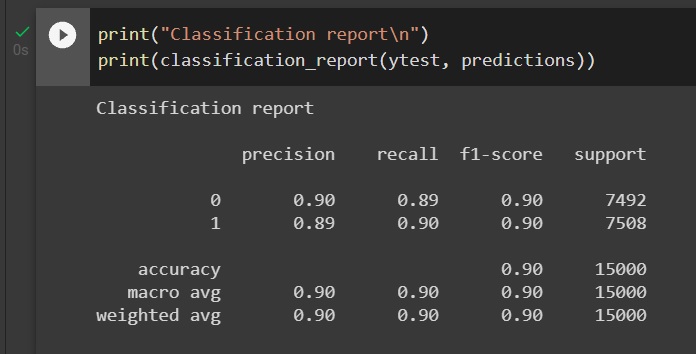 print("Classification report\n")
0s
print(classification_report(ytest, predictions))
Classification report
precision recall f1-score support
0 0.90 0.89 0.90 7492
1 0.89 0.90 0.90 7508
accuracy 0.90 15000
macro avg 0.90 0.90 0.90 15000
weighted avg 0.90 0.90 0.90 15000